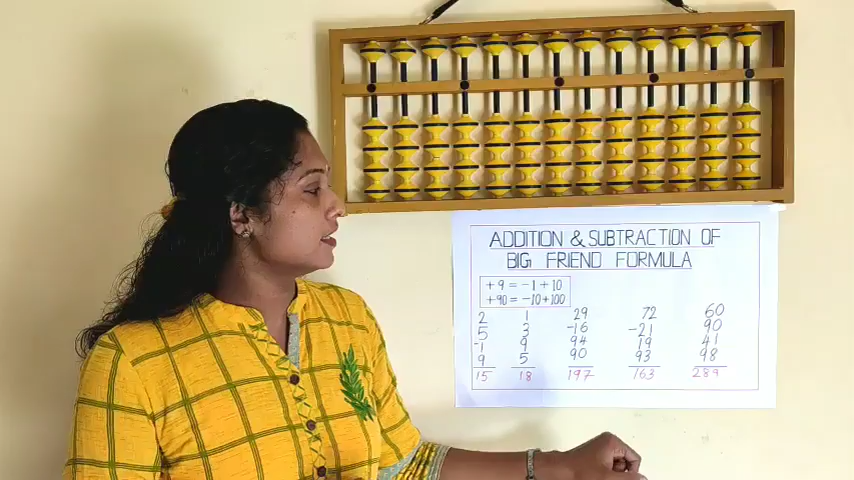 ADDITION & SUBTRACTION OF
BIG FRIEND FORMULA
+9 = -1 +10
+90 = -10+100
2 1 29 72 60
5 3 -16 -21 90
-1 9 94 19 41
9 5 90 93 98
15 18 197 163 289